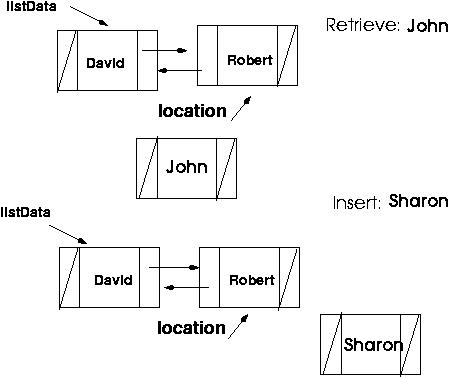 listData
Retrieve: John
David
Robert
location
John
Insert: Sharon
listData
David
Robert
location
Sharon